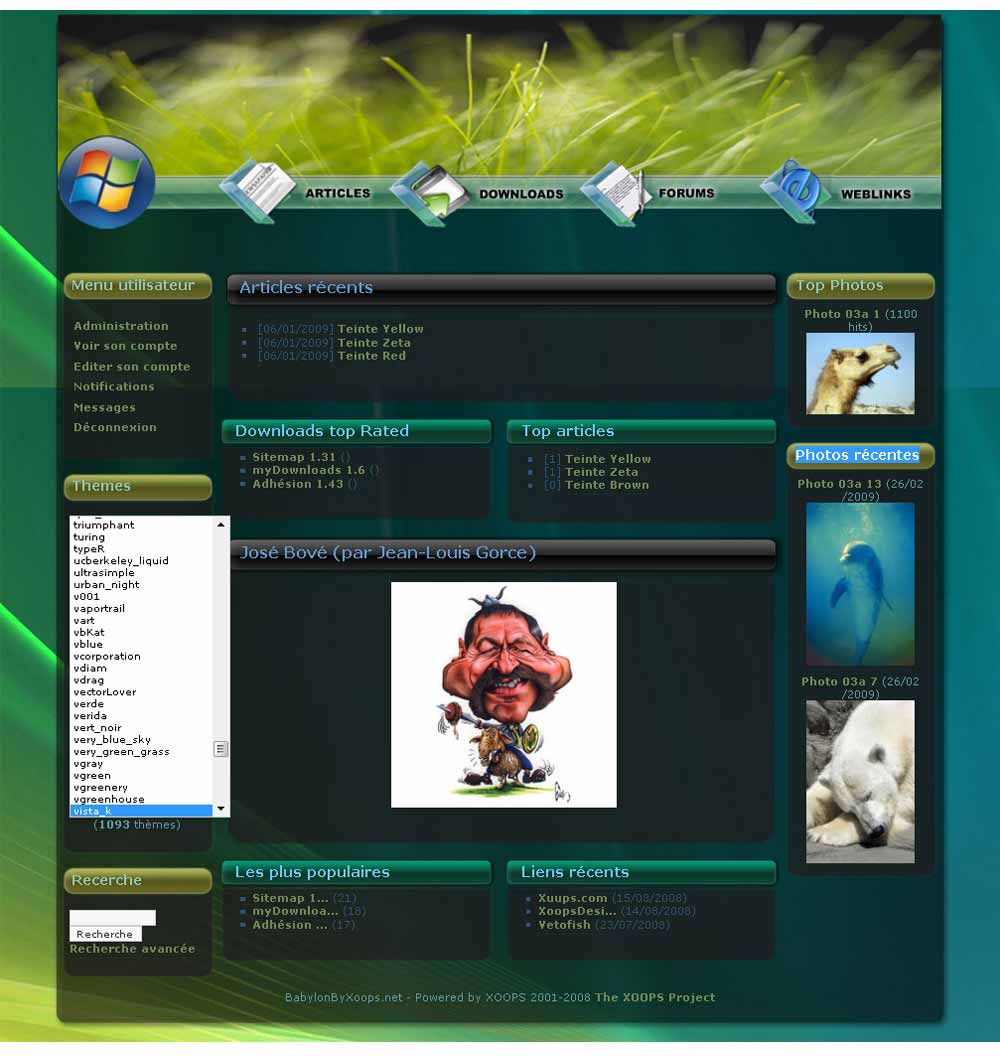 ARTICLES
DOWNLOADS
FORUMS
WEBLINKS
Menu utilisateur
Administration
Voir son compte
Editer son compte
Notifications
Messages
Déconnexion
Themes
triumphant
turing
typeR
ucberkeley_liquid
ultrasimple
urban_night
v001
vaportrail
vart
vbKat
vblue
vcorporation
vdiam
vdrag
vectorLover
verde
verida
vert_noir
very_blue_sky
very_green_grass
vgray
vgreen
vgreenery
vgreenhouse
vista_k
(1093 thèmes)
Recerche
Recherche
Recherche avancée
Articles récents
[06/01/2009] Teinte Yellow
[06/01/2009] Teinte Zeta
[06/01/2009] Teinte Red
Downloads top Rated
Sitemap 1.31 ()
myDownloads 1.6 ()
Adhésion 1.43 ()
Top articles
[1] Teinte Yellow
[1] Teinte Zeta
[0] Teinte Brown
José Bové (par Jean-Louis Gorce)
Les plus populaires
Sitemap 1... (21)
myDownloa... (18)
Adhésion ... (17)
Liens récents
Xuups.com (15/08/2008)
XoopsDesi... (14/08/2008)
Yetofish (23/07/2008)
Top Photos
Photo 03a 1 (1100
hits)
Photos récentes
Photo 03a 13 (26/02
/2009)
Photo 03a 7 (26/02
/2009)
BabylonByXoops.net - Powered by XOOPS 2001-2008 The XOOPS Project